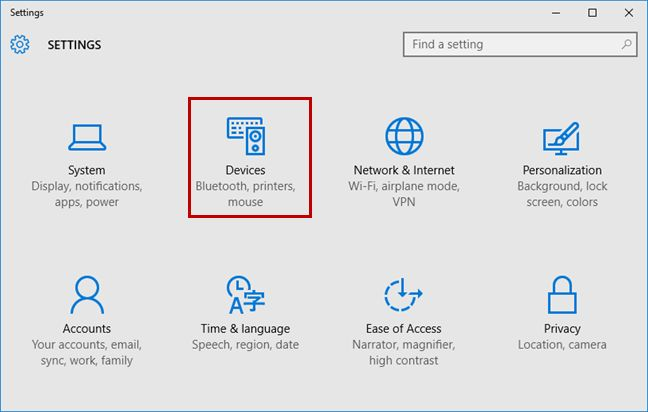 Settings
SETTINGS
Find a setting
System
Display, notifications,
apps, power
Devices
Bluetooth, printers,
mouse
Network & Internet
Wi-Fi, airplane mode,
VPN
Personalization
Background, lock
screen, colors
Accounts
Your accounts, email,
sync, work, family
A字
Time & language
Speech, region, date
Ease of Access
Narrator, magnifier,
high contrast
Privacy
Location, camera